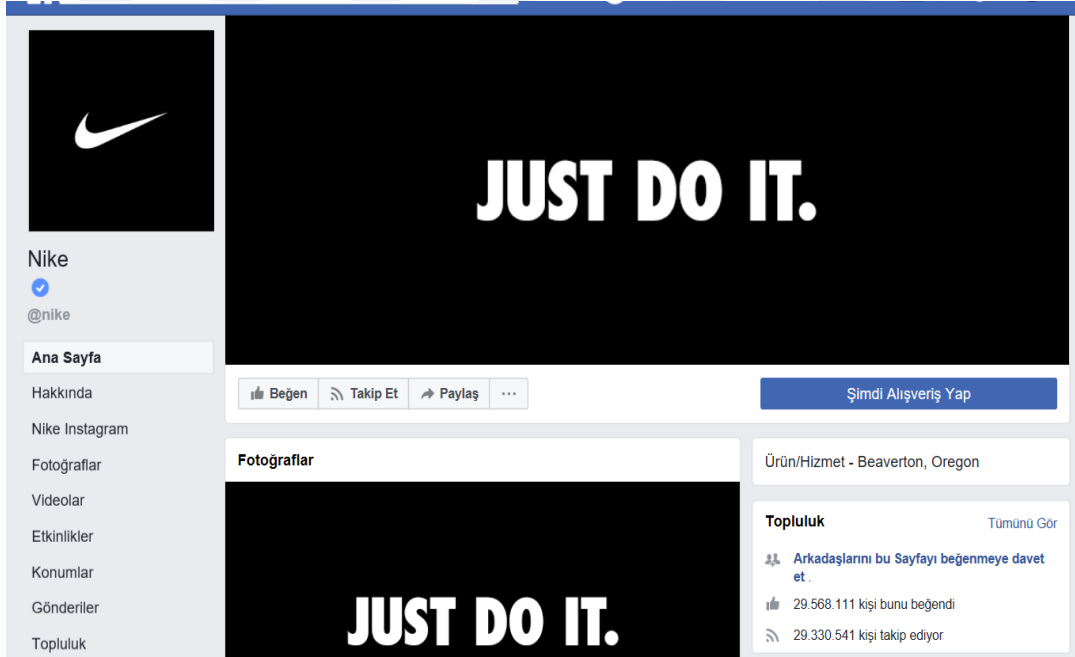 JUST DO IT.
Nike
@nike
Ana Sayfa
Hakkında
Nike Instagram
Fotoğraflar
Videolar
Etkinlikler
Konumlar
Gönderiler
Topluluk
Beğen
Takip Et
Paylaş
...
Şimdi Alışveriş Yap
Fotoğraflar
JUST DO IT.
Ürün/Hizmet - Beaverton, Oregon
Topluluk
Tümünü Gör
Arkadaşlarını bu Sayfayı beğenmeye davet
et .
29.568.111 kişi bunu beğendi
29.330.541 kişi takip ediyor